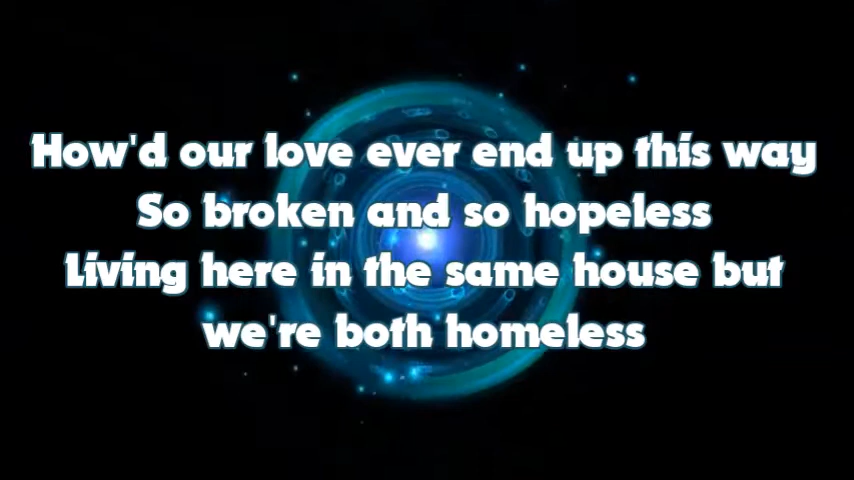 How'd our love ever end up this way
So broken and so hopeless
Living here in the same house but
we're both homeless